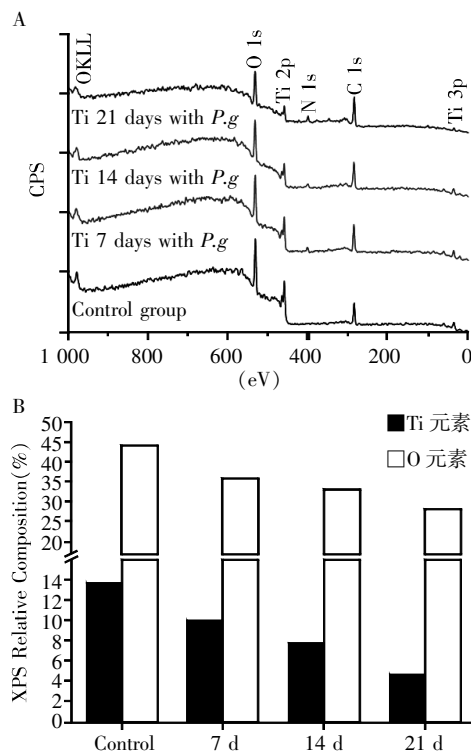 A
OKLL
O 1s
Ti 2p
N 1s
C 1s
Ti 3p
Ti 21 days with P.g
Ti 14 days with P.g
Ti 7 days with P.g
Control group
CPS
1 000 800 600 400 200 0
(eV)
B
Ti 元素
O 元素
XPS Relative Composition(%)
50
45
40
35
30
25
20
14
12
10
8
6
4
2
0
Control 7 d 14 d 21 d